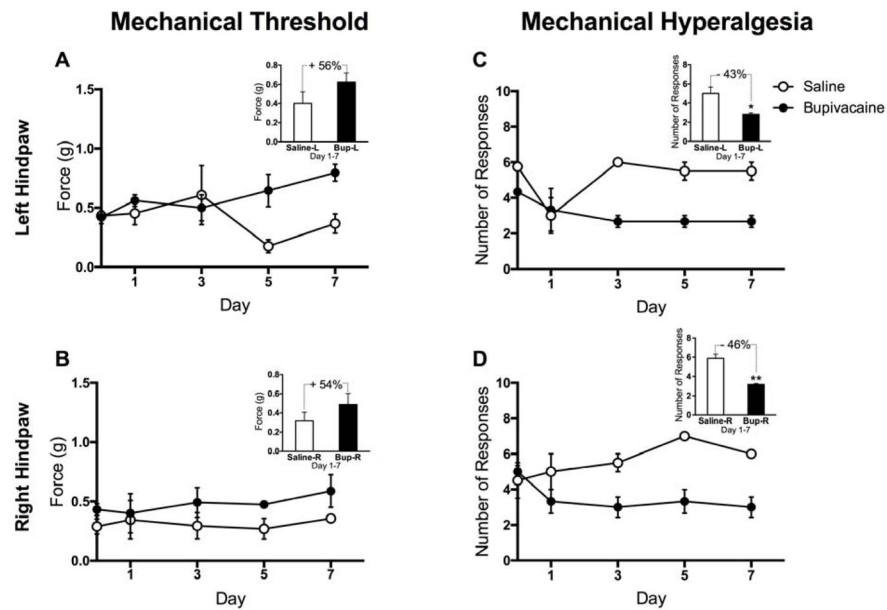 Mechanical Threshold
Mechanical Hyperalgesia
A
Left Hindpaw
Force (g)
1.5
1.0
0.5
0.0
1 3 5 7
Day
+ 56%
Force (g)
0.8
0.6
0.4
0.2
0.0
Saline-L Bup-L
Day 1-7
C
Number of Responses
10
8
6
4
2
0
1 3 5 7
Day
- 43%
Number of Responses
8
6
4
2
0
*
Saline-L Bup-L
Day 1-7
Saline
Bupivacaine
B
Right Hindpaw
Force (g)
1.5
1.0
0.5
0.0
1 3 5 7
Day
+ 54%
Force (g)
0.8
0.6
0.4
0.2
0.0
Saline-R Bup-R
Day 1-7
D
Number of Responses
10
8
6
4
2
0
1 3 5 7
Day
- 46%
Number of Responses
8
6
4
2
0
**
Saline-R Bup-R
Day 1-7